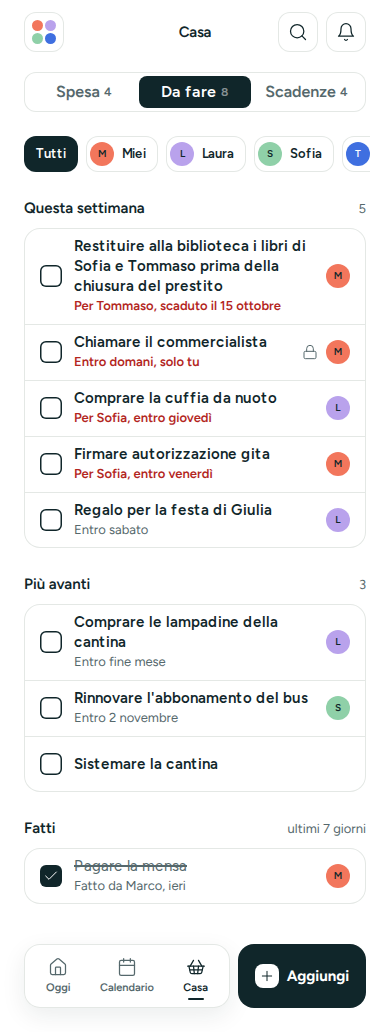 Casa
Spesa 4
Da fare 8
Scadenze 4
Tutti
M Miei
L Laura
S Sofia
T
Questa settimana 5
Restituire alla biblioteca i libri di
Sofia e Tommaso prima della
chiusura del prestito
Per Tommaso, scaduto il 15 ottobre
M
Chiamare il commercialista
Entro domani, solo tu
M
Comprare la cuffia da nuoto
Per Sofia, entro giovedì
L
Firmare autorizzazione gita
Per Sofia, entro venerdì
M
Regalo per la festa di Giulia
Entro sabato
L
Più avanti 3
Comprare le lampadine della
cantina
Entro fine mese
L
Rinnovare l'abbonamento del bus
Entro 2 novembre
S
Sistemare la cantina
Fatti ultimi 7 giorni
Pagare la mensa
Fatto da Marco, ieri
M
Oggi
Calendario
Casa
Aggiungi